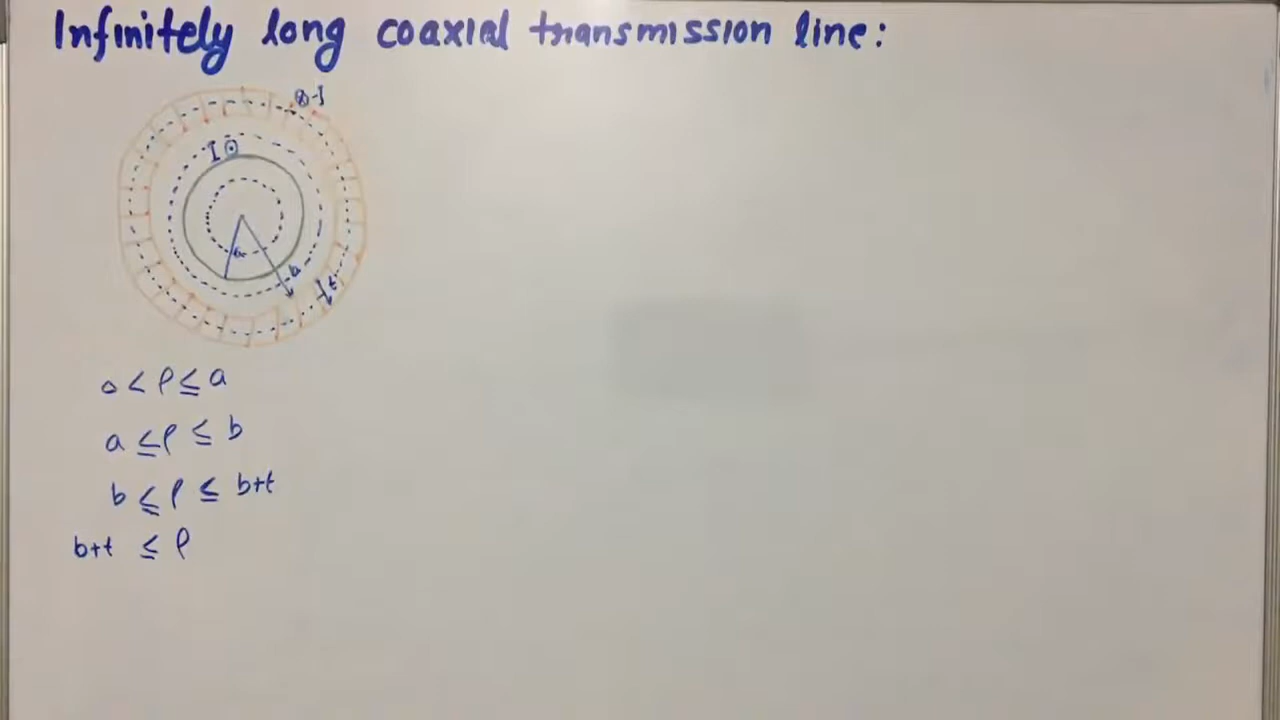 Infinitely long coaxial transmission line:
⊗-I
I⊙
a
b
t
0 < ρ ≤ a
a ≤ ρ ≤ b
b ≤ ρ ≤ b+t
b+t ≤ ρ